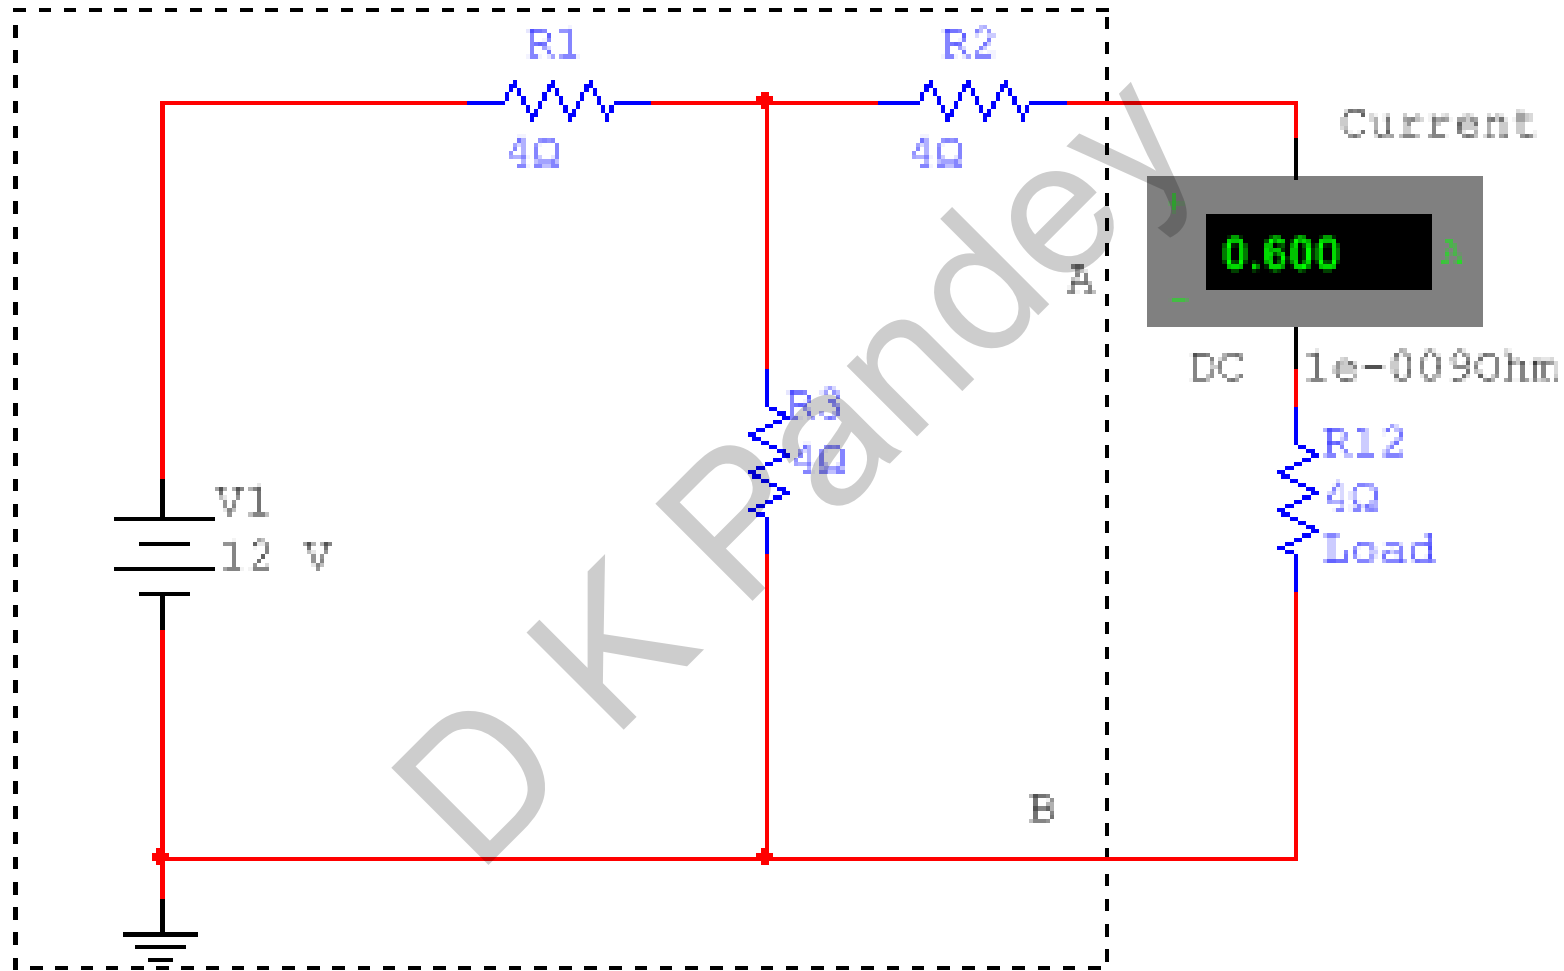 R1
R2
4Ω
4Ω
Current
+
0.600 A
-
A
DC 1e-009Ohm
R3
4Ω
R12
4Ω
Load
V1
12 V
B
D K Pandey